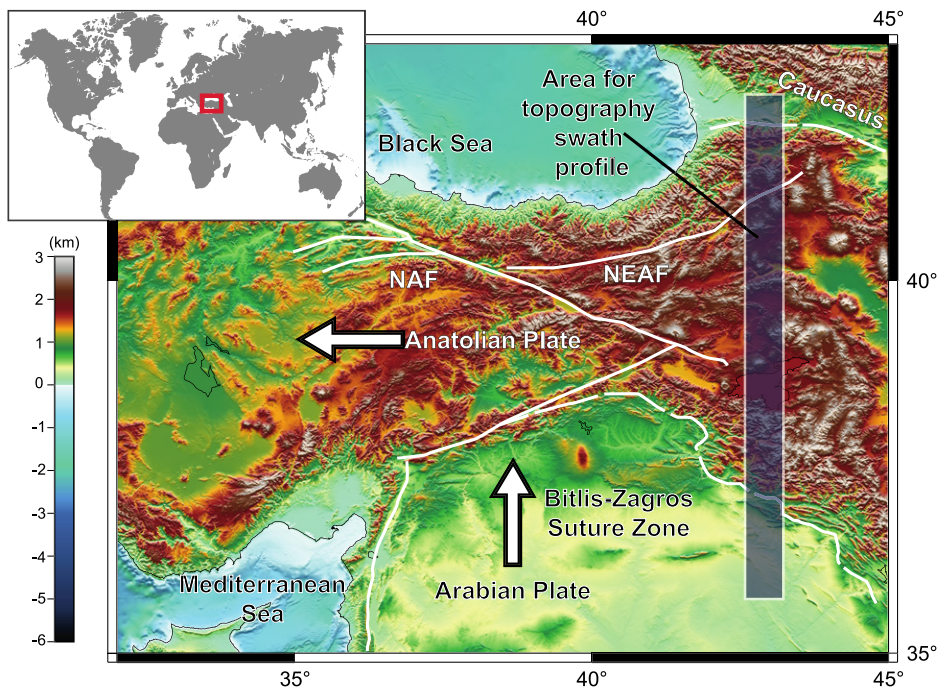 40°
45°
Area for
topography
swath
profile
Caucasus
Black Sea
(km)
3
2
1
0
-1
-2
-3
-4
-5
-6
NAF
NEAF
40°
Anatolian Plate
Bitlis-Zagros
Suture Zone
Mediterranean
Sea
Arabian Plate
35°
35°
40°
45°